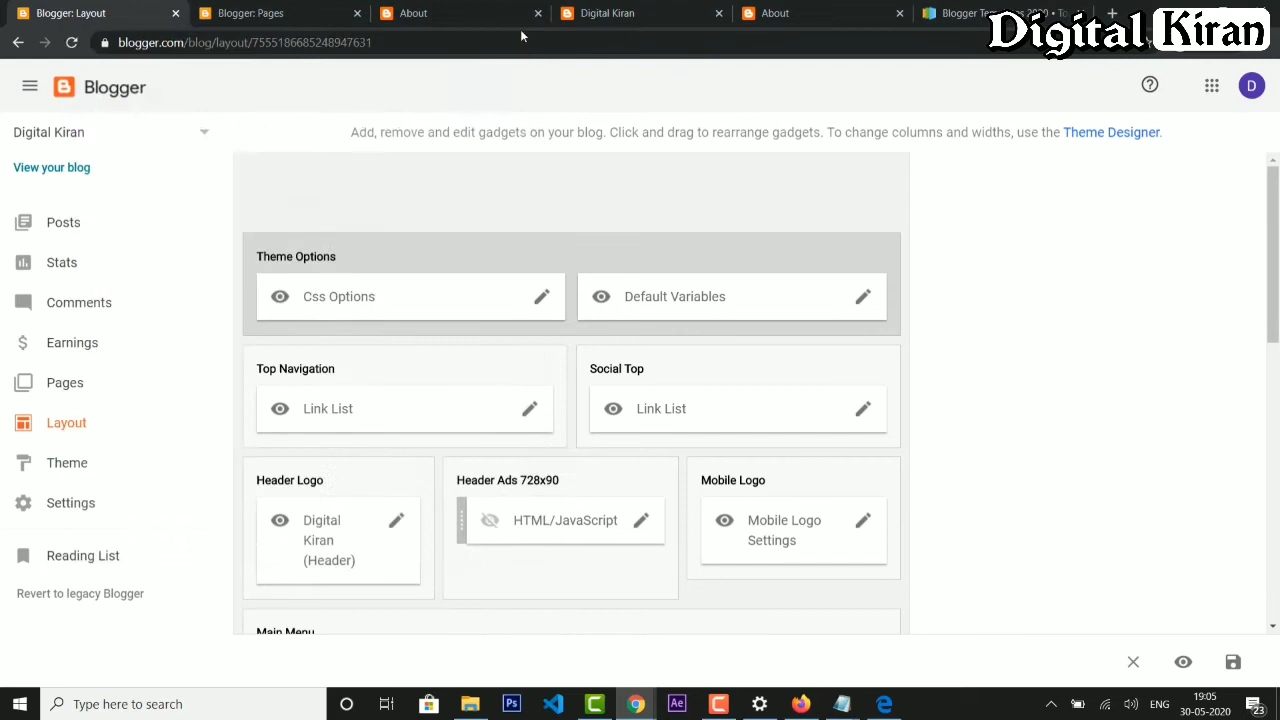 Blogger: Layout
Blogger: Pages
About
Digital Kiran
About
Digital Kiran
blogger.com/blog/layout/7555186685248947631
Blogger
D
Digital Kiran
Add, remove and edit gadgets on your blog. Click and drag to rearrange gadgets. To change columns and widths, use the Theme Designer.
View your blog
Posts
Stats
Comments
Earnings
Pages
Layout
Theme
Settings
Reading List
Revert to legacy Blogger
Theme Options
Css Options
Default Variables
Top Navigation
Link List
Social Top
Link List
Header Logo
Digital
Kiran
(Header)
Header Ads 728x90
HTML/JavaScript
Mobile Logo
Mobile Logo
Settings
Main Menu
Type here to search
Ps
Ae
ENG
19:05
30-05-2020
23